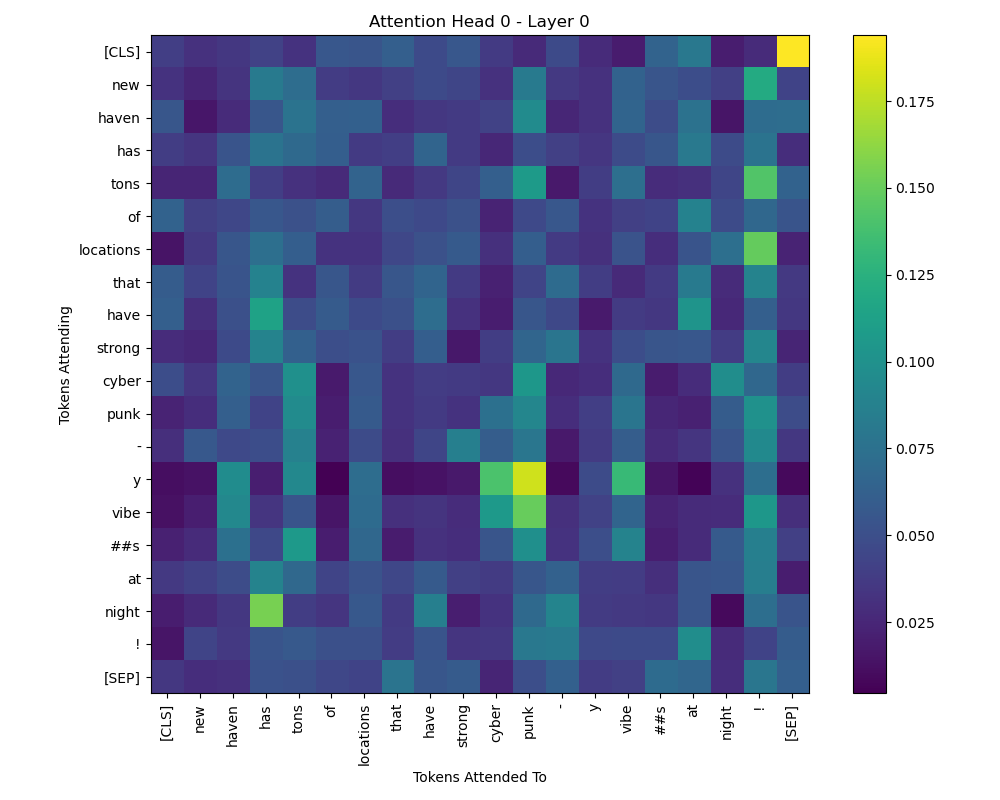 Attention Head 0 - Layer 0
[CLS]
new
haven
has
tons
of
locations
that
have
strong
cyber
punk
-
y
vibe
##s
at
night
!
[SEP]
Tokens Attending
[CLS] new haven has tons of locations that have strong cyber punk - y vibe ##s at night ! [SEP]
Tokens Attended To
0.175
0.150
0.125
0.100
0.075
0.050
0.025